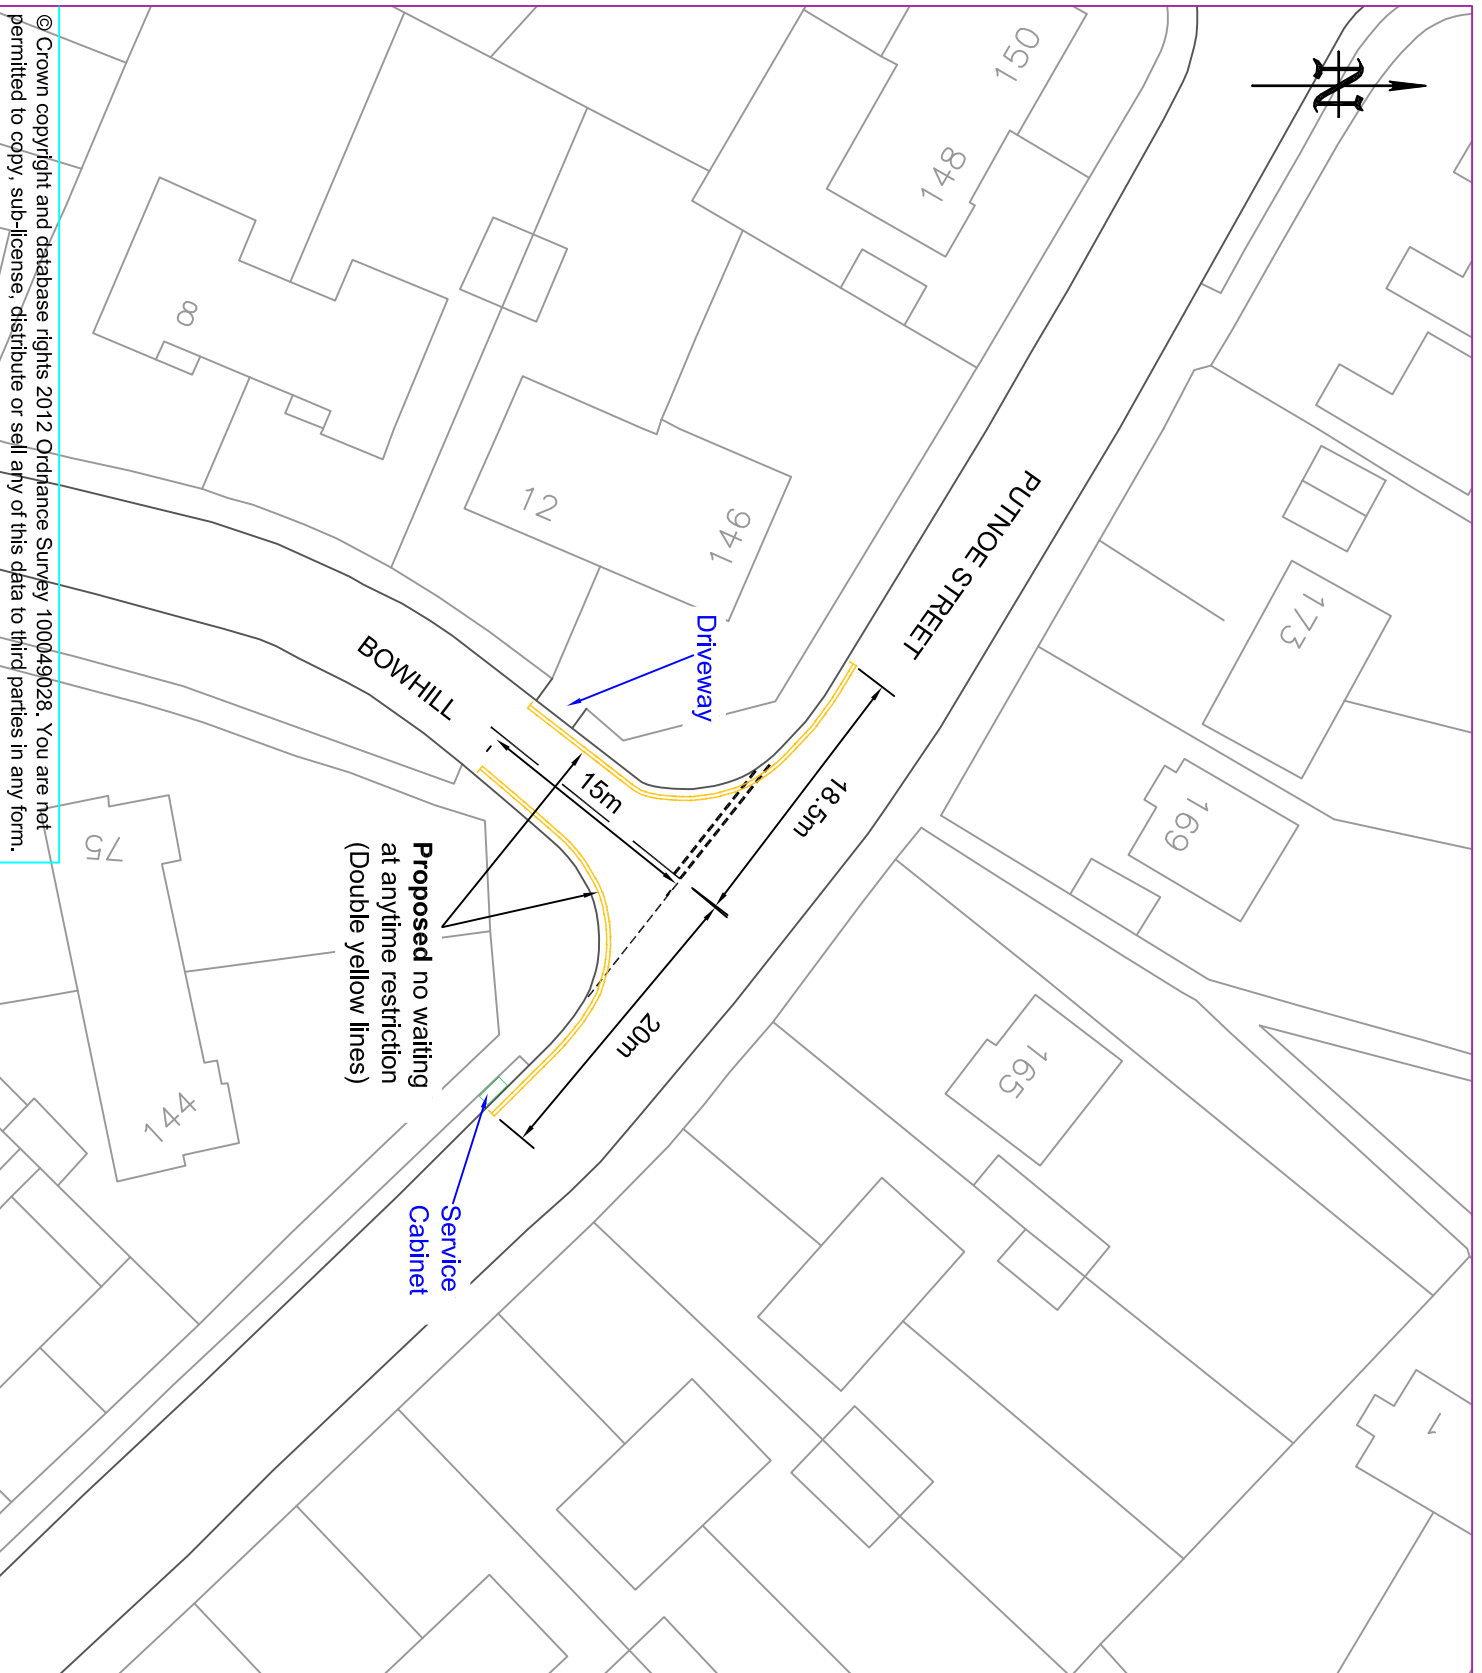 N
150
148
173
PUTNOE STREET
8
12
146
169
Driveway
BOWHILL
18.5m
15m
165
75
Proposed no waiting
at anytime restriction
(Double yellow lines)
20m
144
Service
Cabinet
1
© Crown copyright and database rights 2012 Ordnance Survey 100049028. You are not
permitted to copy, sub-license, distribute or sell any of this data to third parties in any form.